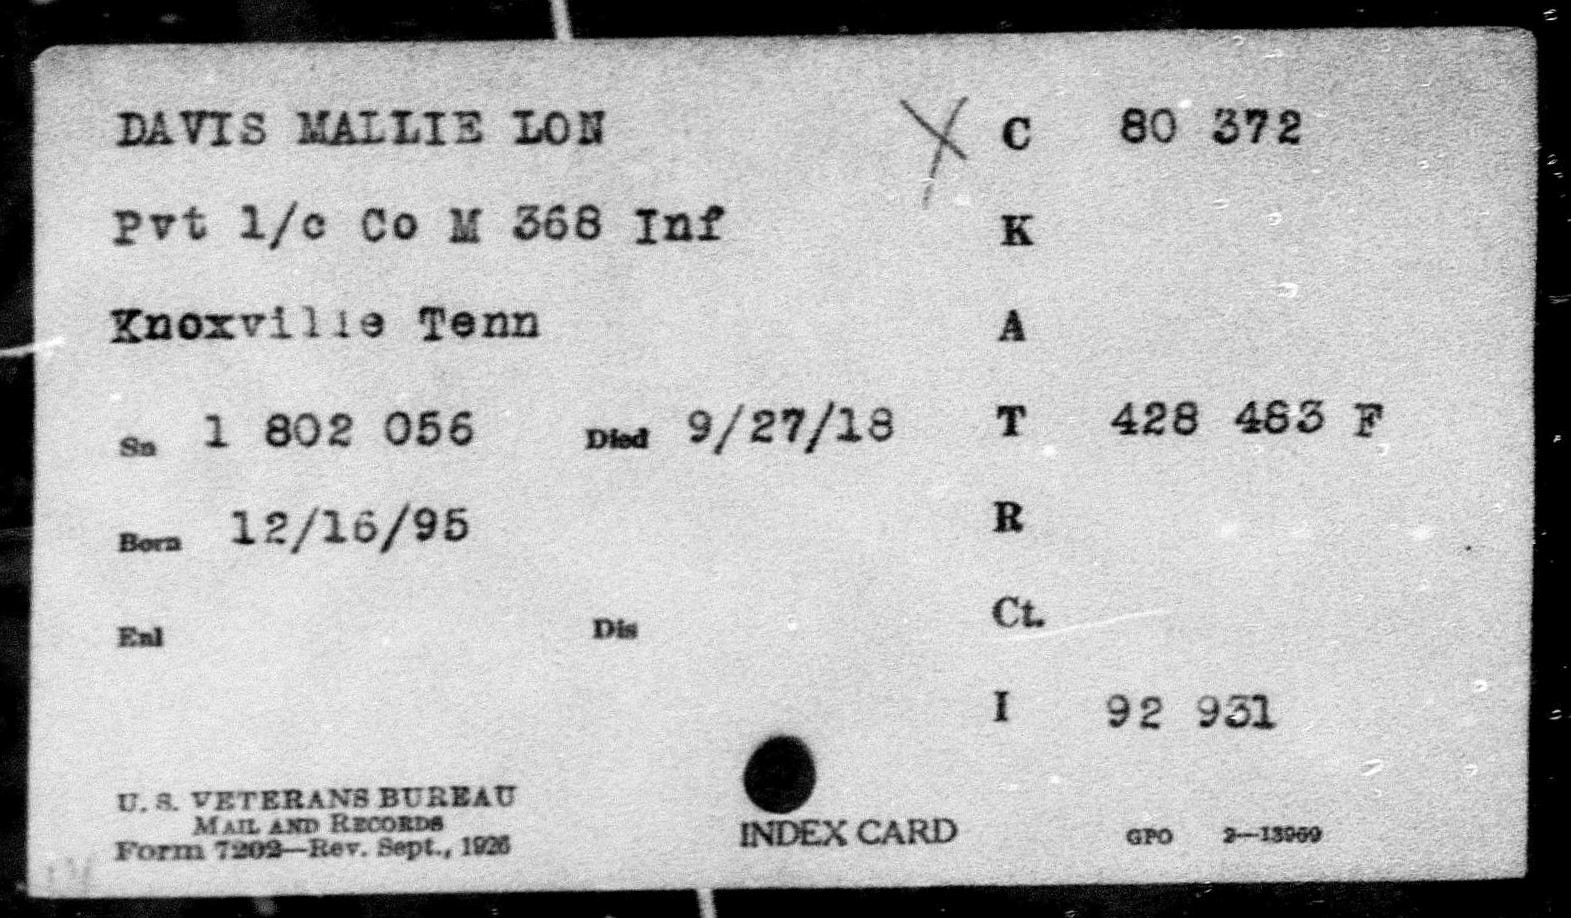 DAVIS MALLIE LON
C 80 372
Pvt 1/c Co M 368 Inf
K
Knoxville Tenn
A
Sn 1 802 056 Died 9/27/18
T 428 483 F
Born 12/16/95
R
Enl Dis
Ct.
I 92 931
U. S. VETERANS BUREAU
MAIL AND RECORDS
Form 7202—Rev. Sept., 1926
INDEX CARD
GPO 2—13969